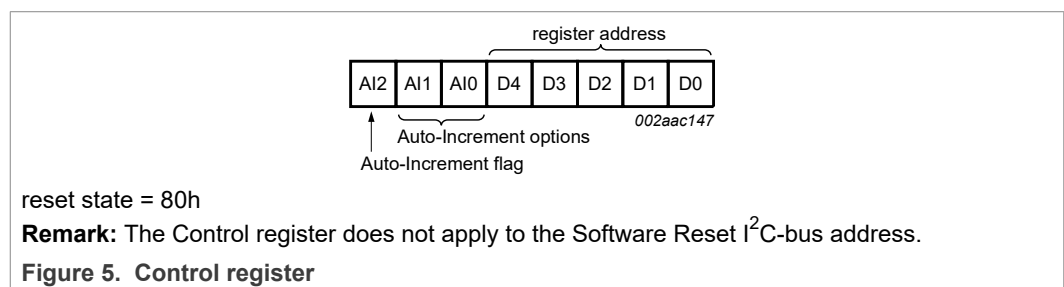 register address
AI2 AI1 AI0 D4 D3 D2 D1 D0
002aac147
Auto-Increment options
Auto-Increment flag
reset state = 80h
Remark: The Control register does not apply to the Software Reset I²C-bus address.
Figure 5. Control register